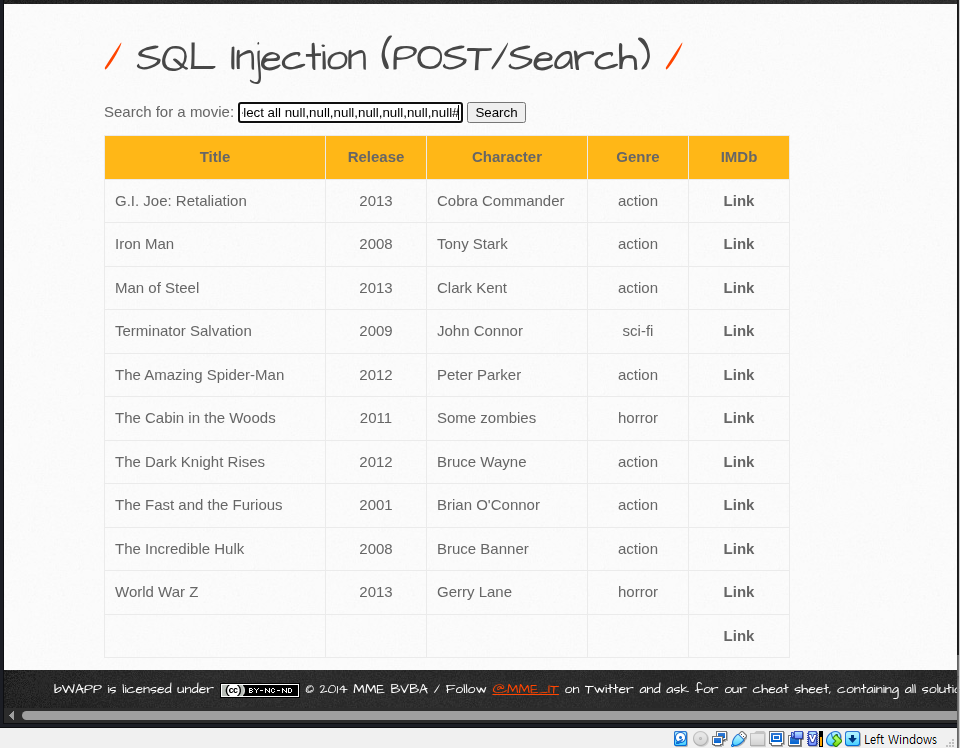 / SQL Injection (POST/Search) /
Search for a movie: lect all null,null,null,null,null,null,null# Search
Title Release Character Genre IMDb
G.I. Joe: Retaliation 2013 Cobra Commander action Link
Iron Man 2008 Tony Stark action Link
Man of Steel 2013 Clark Kent action Link
Terminator Salvation 2009 John Connor sci-fi Link
The Amazing Spider-Man 2012 Peter Parker action Link
The Cabin in the Woods 2011 Some zombies horror Link
The Dark Knight Rises 2012 Bruce Wayne action Link
The Fast and the Furious 2001 Brian O'Connor action Link
The Incredible Hulk 2008 Bruce Banner action Link
World War Z 2013 Gerry Lane horror Link
Link
bWAPP is licensed under (cc) BY-NC-ND © 2014 MME BVBA / Follow @MME_IT on Twitter and ask for our cheat sheet, containing all soluti
Left Windows